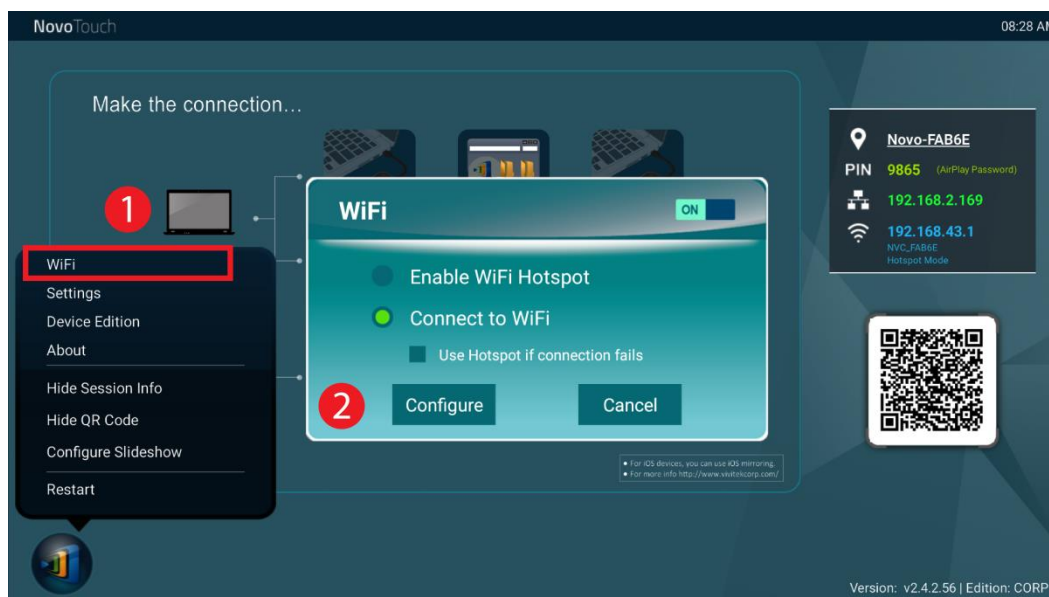 NovoTouch
08:28 AM
Make the connection...
1
WiFi
Settings
Device Edition
About
Hide Session Info
Hide QR Code
Configure Slideshow
Restart
WiFi
ON
Enable WiFi Hotspot
Connect to WiFi
Use Hotspot if connection fails
2
Configure
Cancel
• For iOS devices, you can use iOS mirroring.
• For more info http://www.vivitekcorp.com/
Novo-FAB6E
PIN 9865 (AirPlay Password)
192.168.2.169
192.168.43.1
NVC_FAB6E
Hotspot Mode
Version: v2.4.2.56 | Edition: CORP